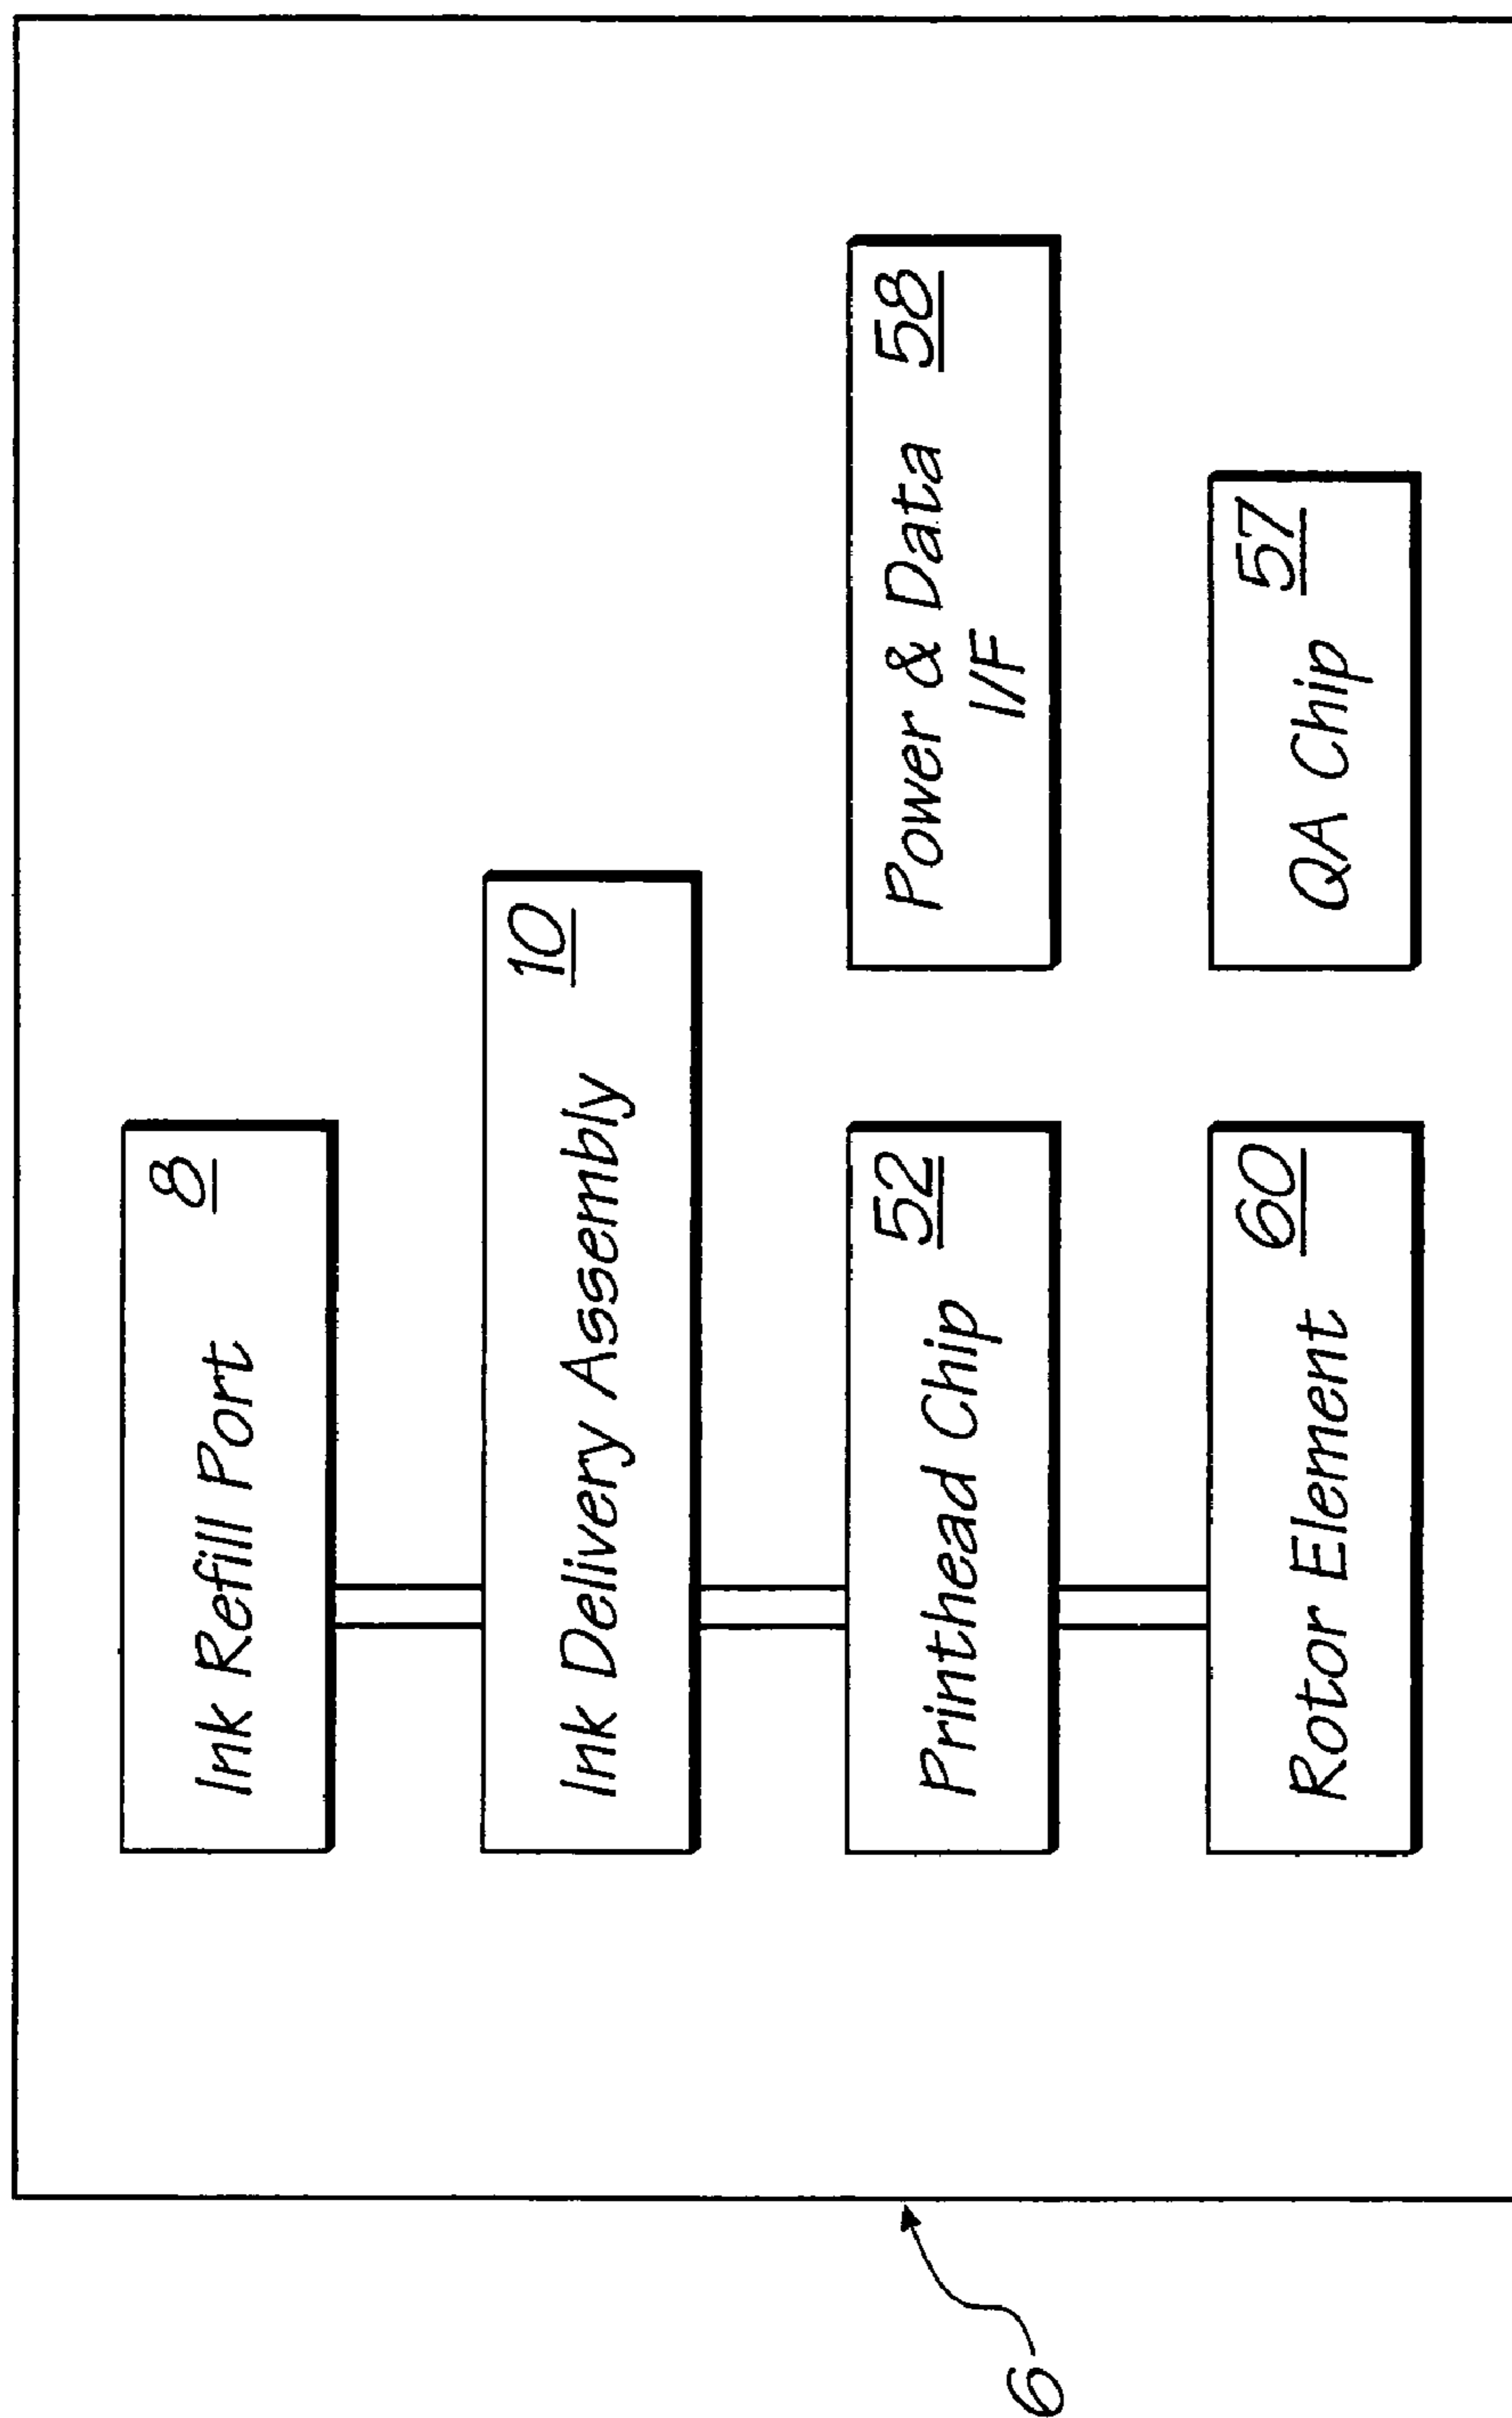 Ink Refill Port 8
Ink Delivery Assembly 10
Printhead Chip 52
Power & Data 58
I/F
Rotor Element 60
QA Chip 57
6